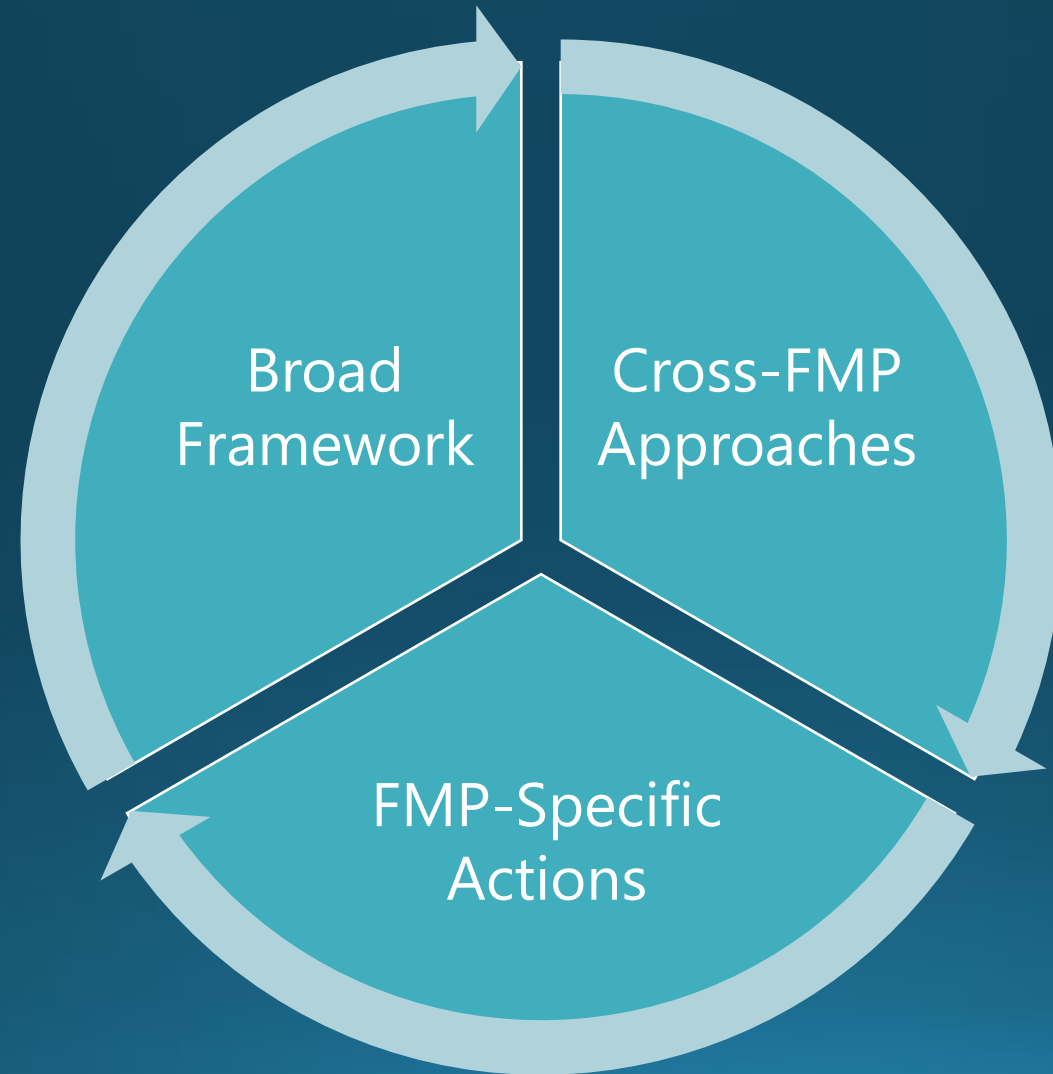 Broad
Framework
Cross-FMP
Approaches
FMP-Specific
Actions